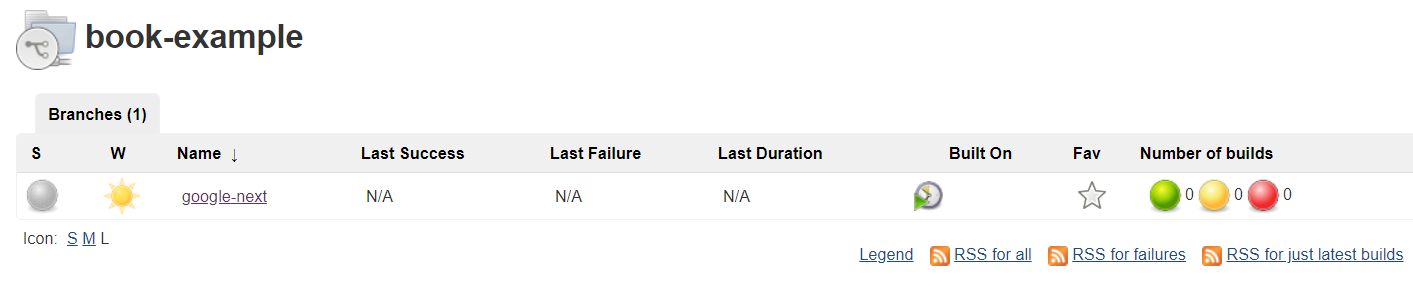 book-example
Branches (1)
S W Name ↓ Last Success Last Failure Last Duration Built On Fav Number of builds
google-next N/A N/A N/A 0 0 0
Icon: S M L
Legend RSS for all RSS for failures RSS for just latest builds